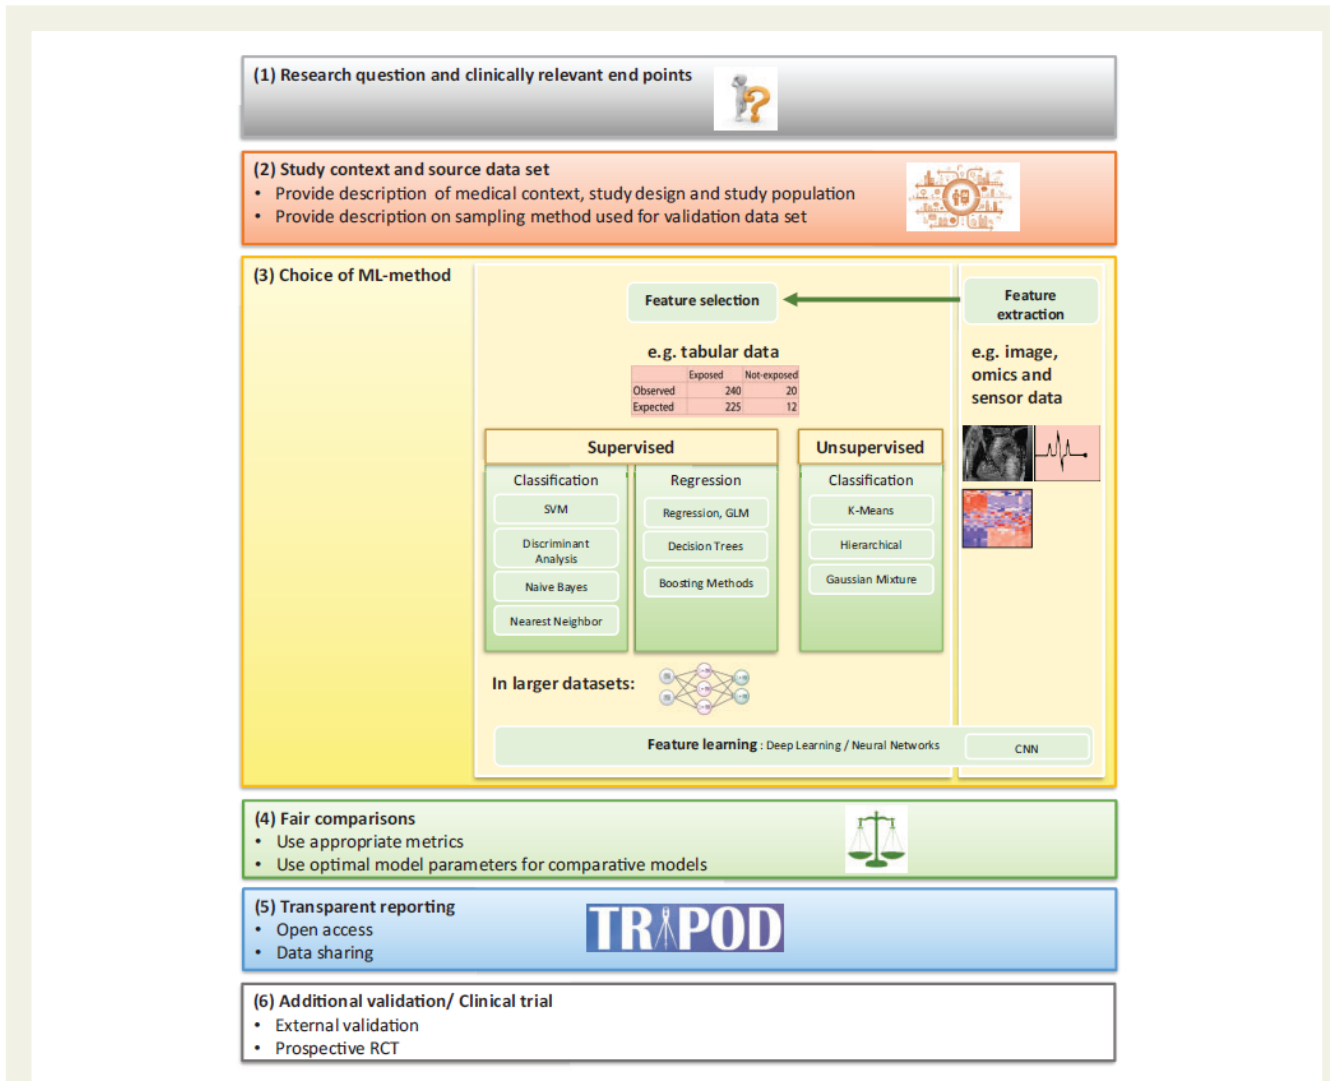 (1) Research question and clinically relevant end points
(2) Study context and source data set
• Provide description of medical context, study design and study population
• Provide description on sampling method used for validation data set
(3) Choice of ML-method
Feature selection
Feature
extraction
e.g. tabular data
Exposed Not-exposed
Observed 240 20
Expected 225 12
e.g. image,
omics and
sensor data
Supervised
Classification
SVM
Discriminant
Analysis
Naive Bayes
Nearest Neighbor
Regression
Regression, GLM
Decision Trees
Boosting Methods
Unsupervised
Classification
K-Means
Hierarchical
Gaussian Mixture
In larger datasets:
Feature learning : Deep Learning / Neural Networks
CNN
(4) Fair comparisons
• Use appropriate metrics
• Use optimal model parameters for comparative models
(5) Transparent reporting
• Open access
• Data sharing
TRIPOD
(6) Additional validation/ Clinical trial
• External validation
• Prospective RCT